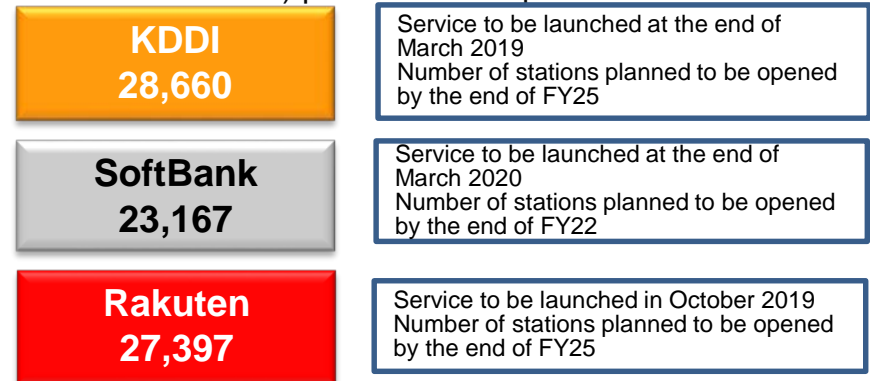 KDDI
28,660
Service to be launched at the end of
March 2019
Number of stations planned to be opened
by the end of FY25
SoftBank
23,167
Service to be launched at the end of
March 2020
Number of stations planned to be opened
by the end of FY22
Rakuten
27,397
Service to be launched in October 2019
Number of stations planned to be opened
by the end of FY25